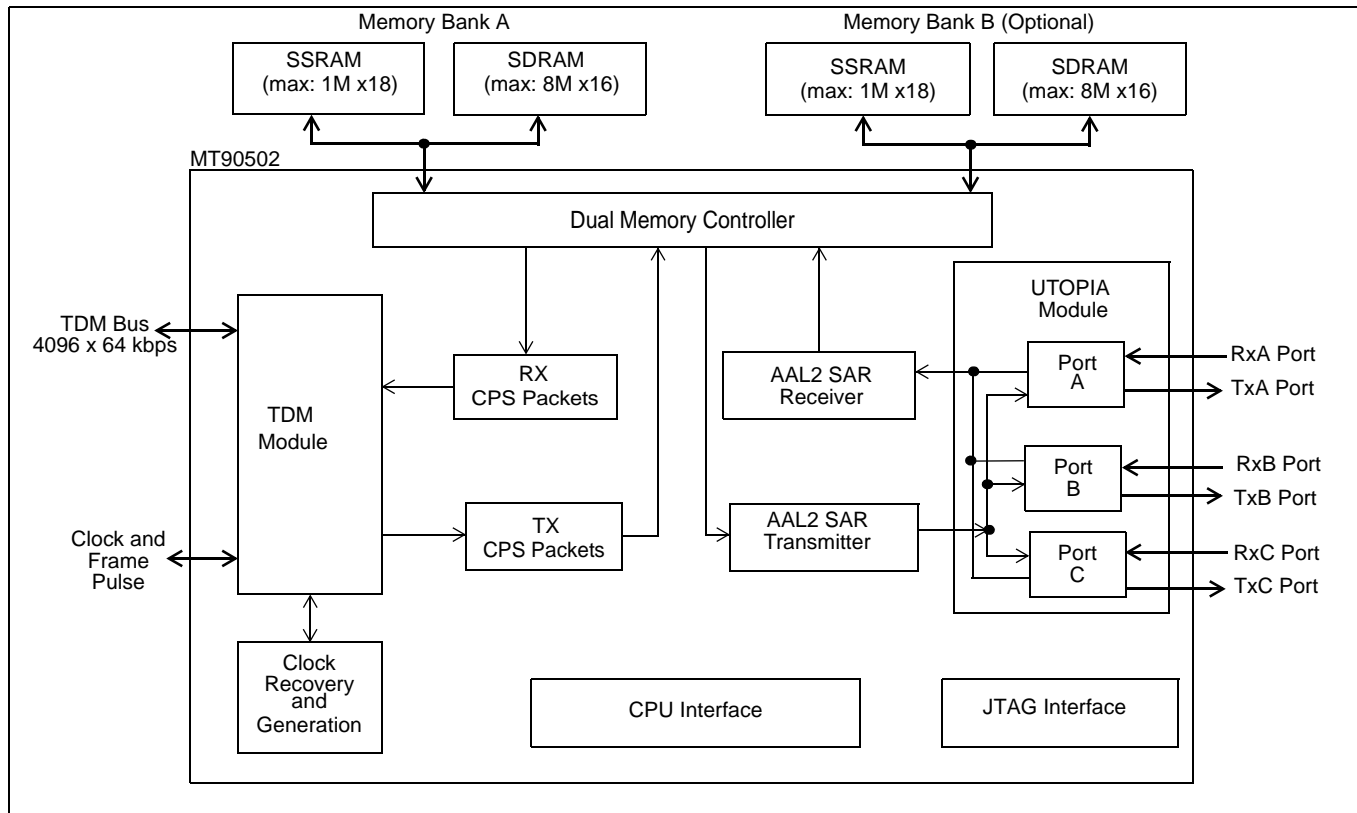 Memory Bank A
Memory Bank B (Optional)
SSRAM
(max: 1M x18)
SDRAM
(max: 8M x16)
SSRAM
(max: 1M x18)
SDRAM
(max: 8M x16)
MT90502
Dual Memory Controller
TDM Bus
4096 x 64 kbps
TDM
Module
RX
CPS Packets
AAL2 SAR
Receiver
UTOPIA
Module
Port
A
RxA Port
TxA Port
Port
B
RxB Port
TxB Port
TX
CPS Packets
AAL2 SAR
Transmitter
Port
C
RxC Port
TxC Port
Clock and
Frame
Pulse
Clock
Recovery
and
Generation
CPU Interface
JTAG Interface